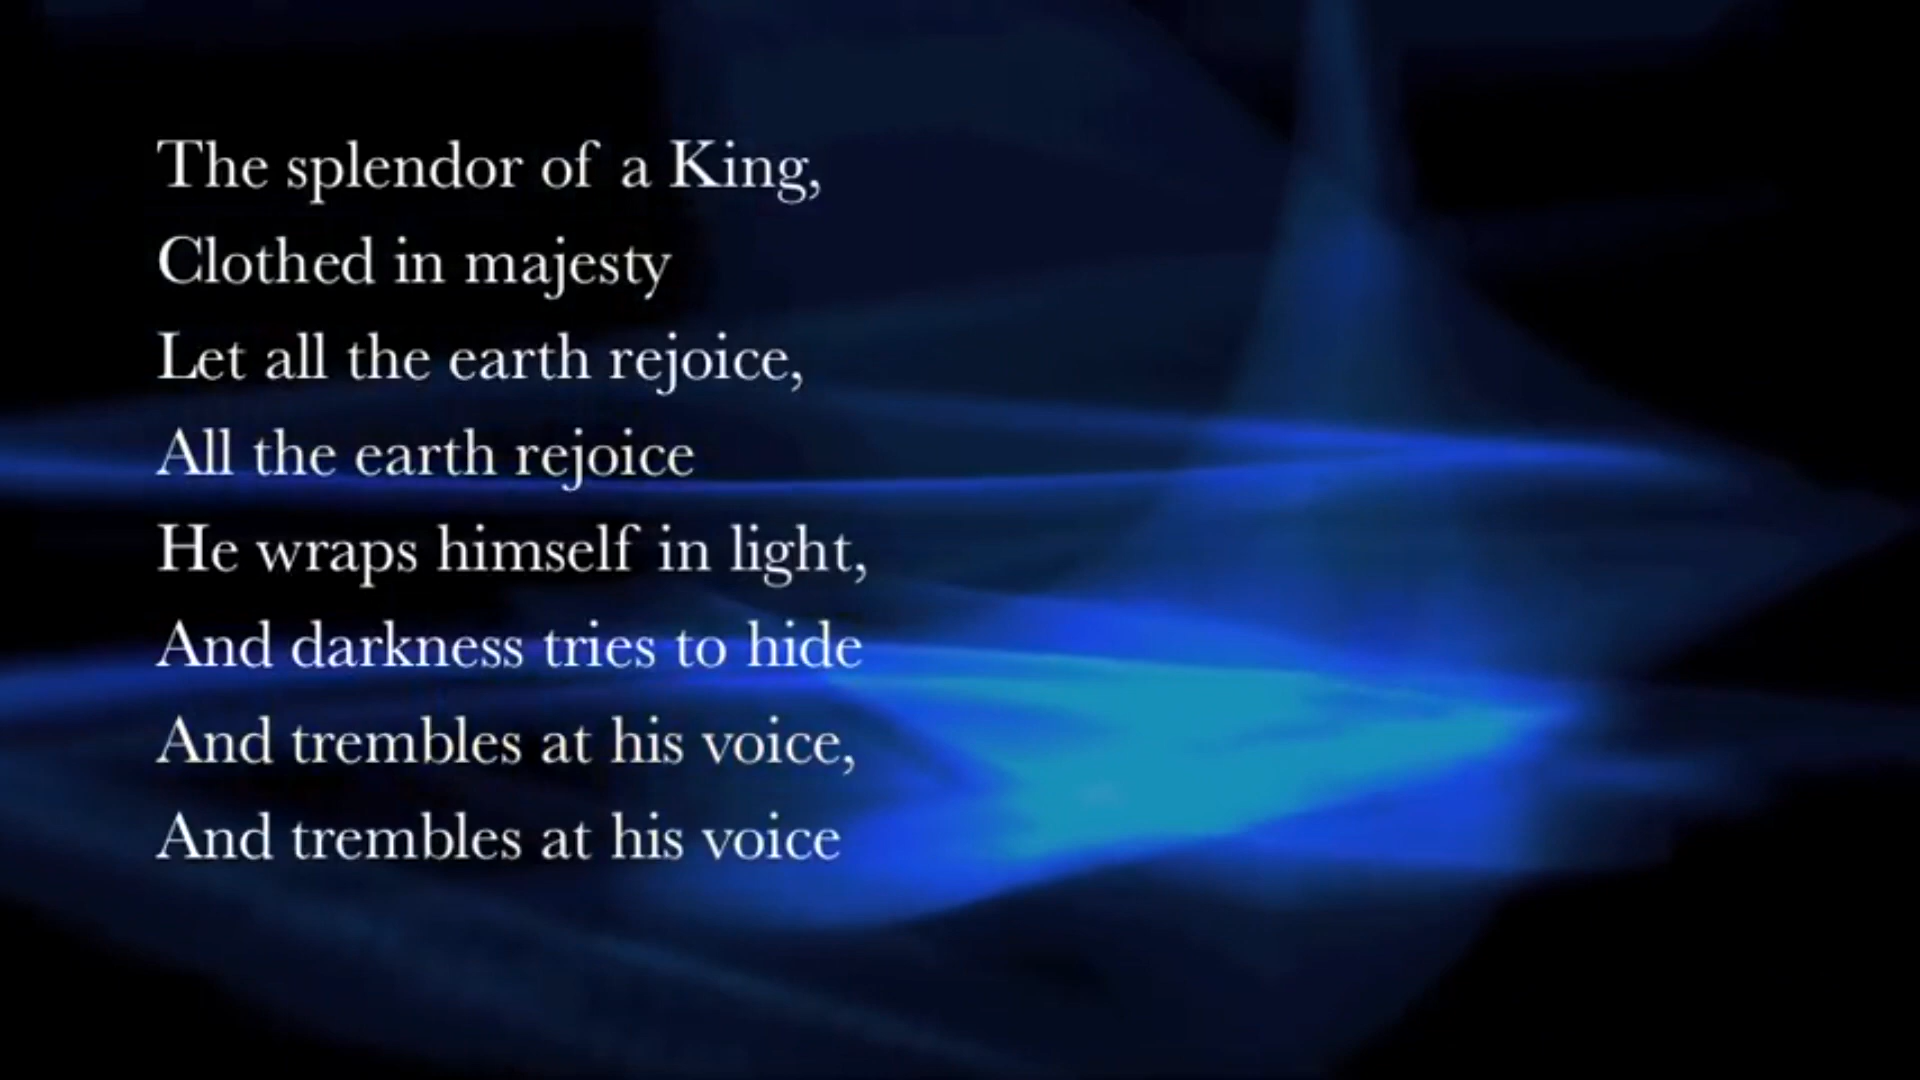 The splendor of a King,
Clothed in majesty
Let all the earth rejoice,
All the earth rejoice
He wraps himself in light,
And darkness tries to hide
And trembles at his voice,
And trembles at his voice